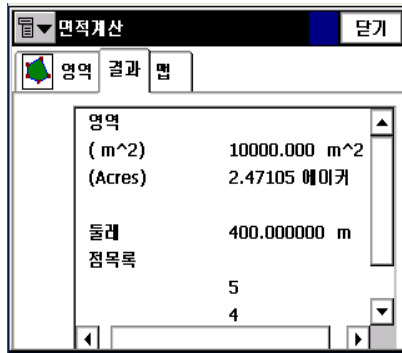 면적계산 닫기
영역 결과 맵
영역
( m^2) 10000.000 m^2
(Acres) 2.47105 에이커
둘레 400.000000 m
점목록
5
4